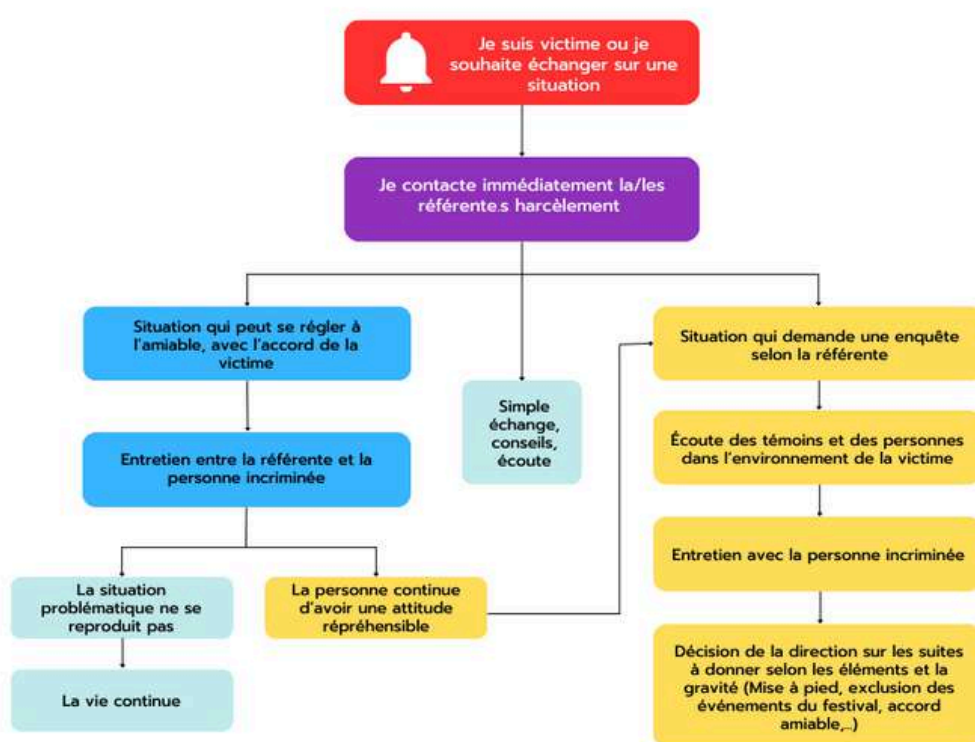 Je suis victime ou je
souhaite échanger sur une
situation
Je contacte immédiatement la/les
référente.s harcèlement
Situation qui peut se régler à
l'amiable, avec l'accord de la
victime
Entretien entre la référente et la
personne incriminée
La situation
problématique ne se
reproduit pas
La vie continue
La personne continue
d'avoir une attitude
répréhensible
Simple
échange,
conseils,
écoute
Situation qui demande une enquête
selon la référente
Écoute des témoins et des personnes
dans l'environnement de la victime
Entretien avec la personne incriminée
Décision de la direction sur les suites
à donner selon les éléments et la
gravité (Mise à pied, exclusion des
événements du festival, accord
amiable,...)